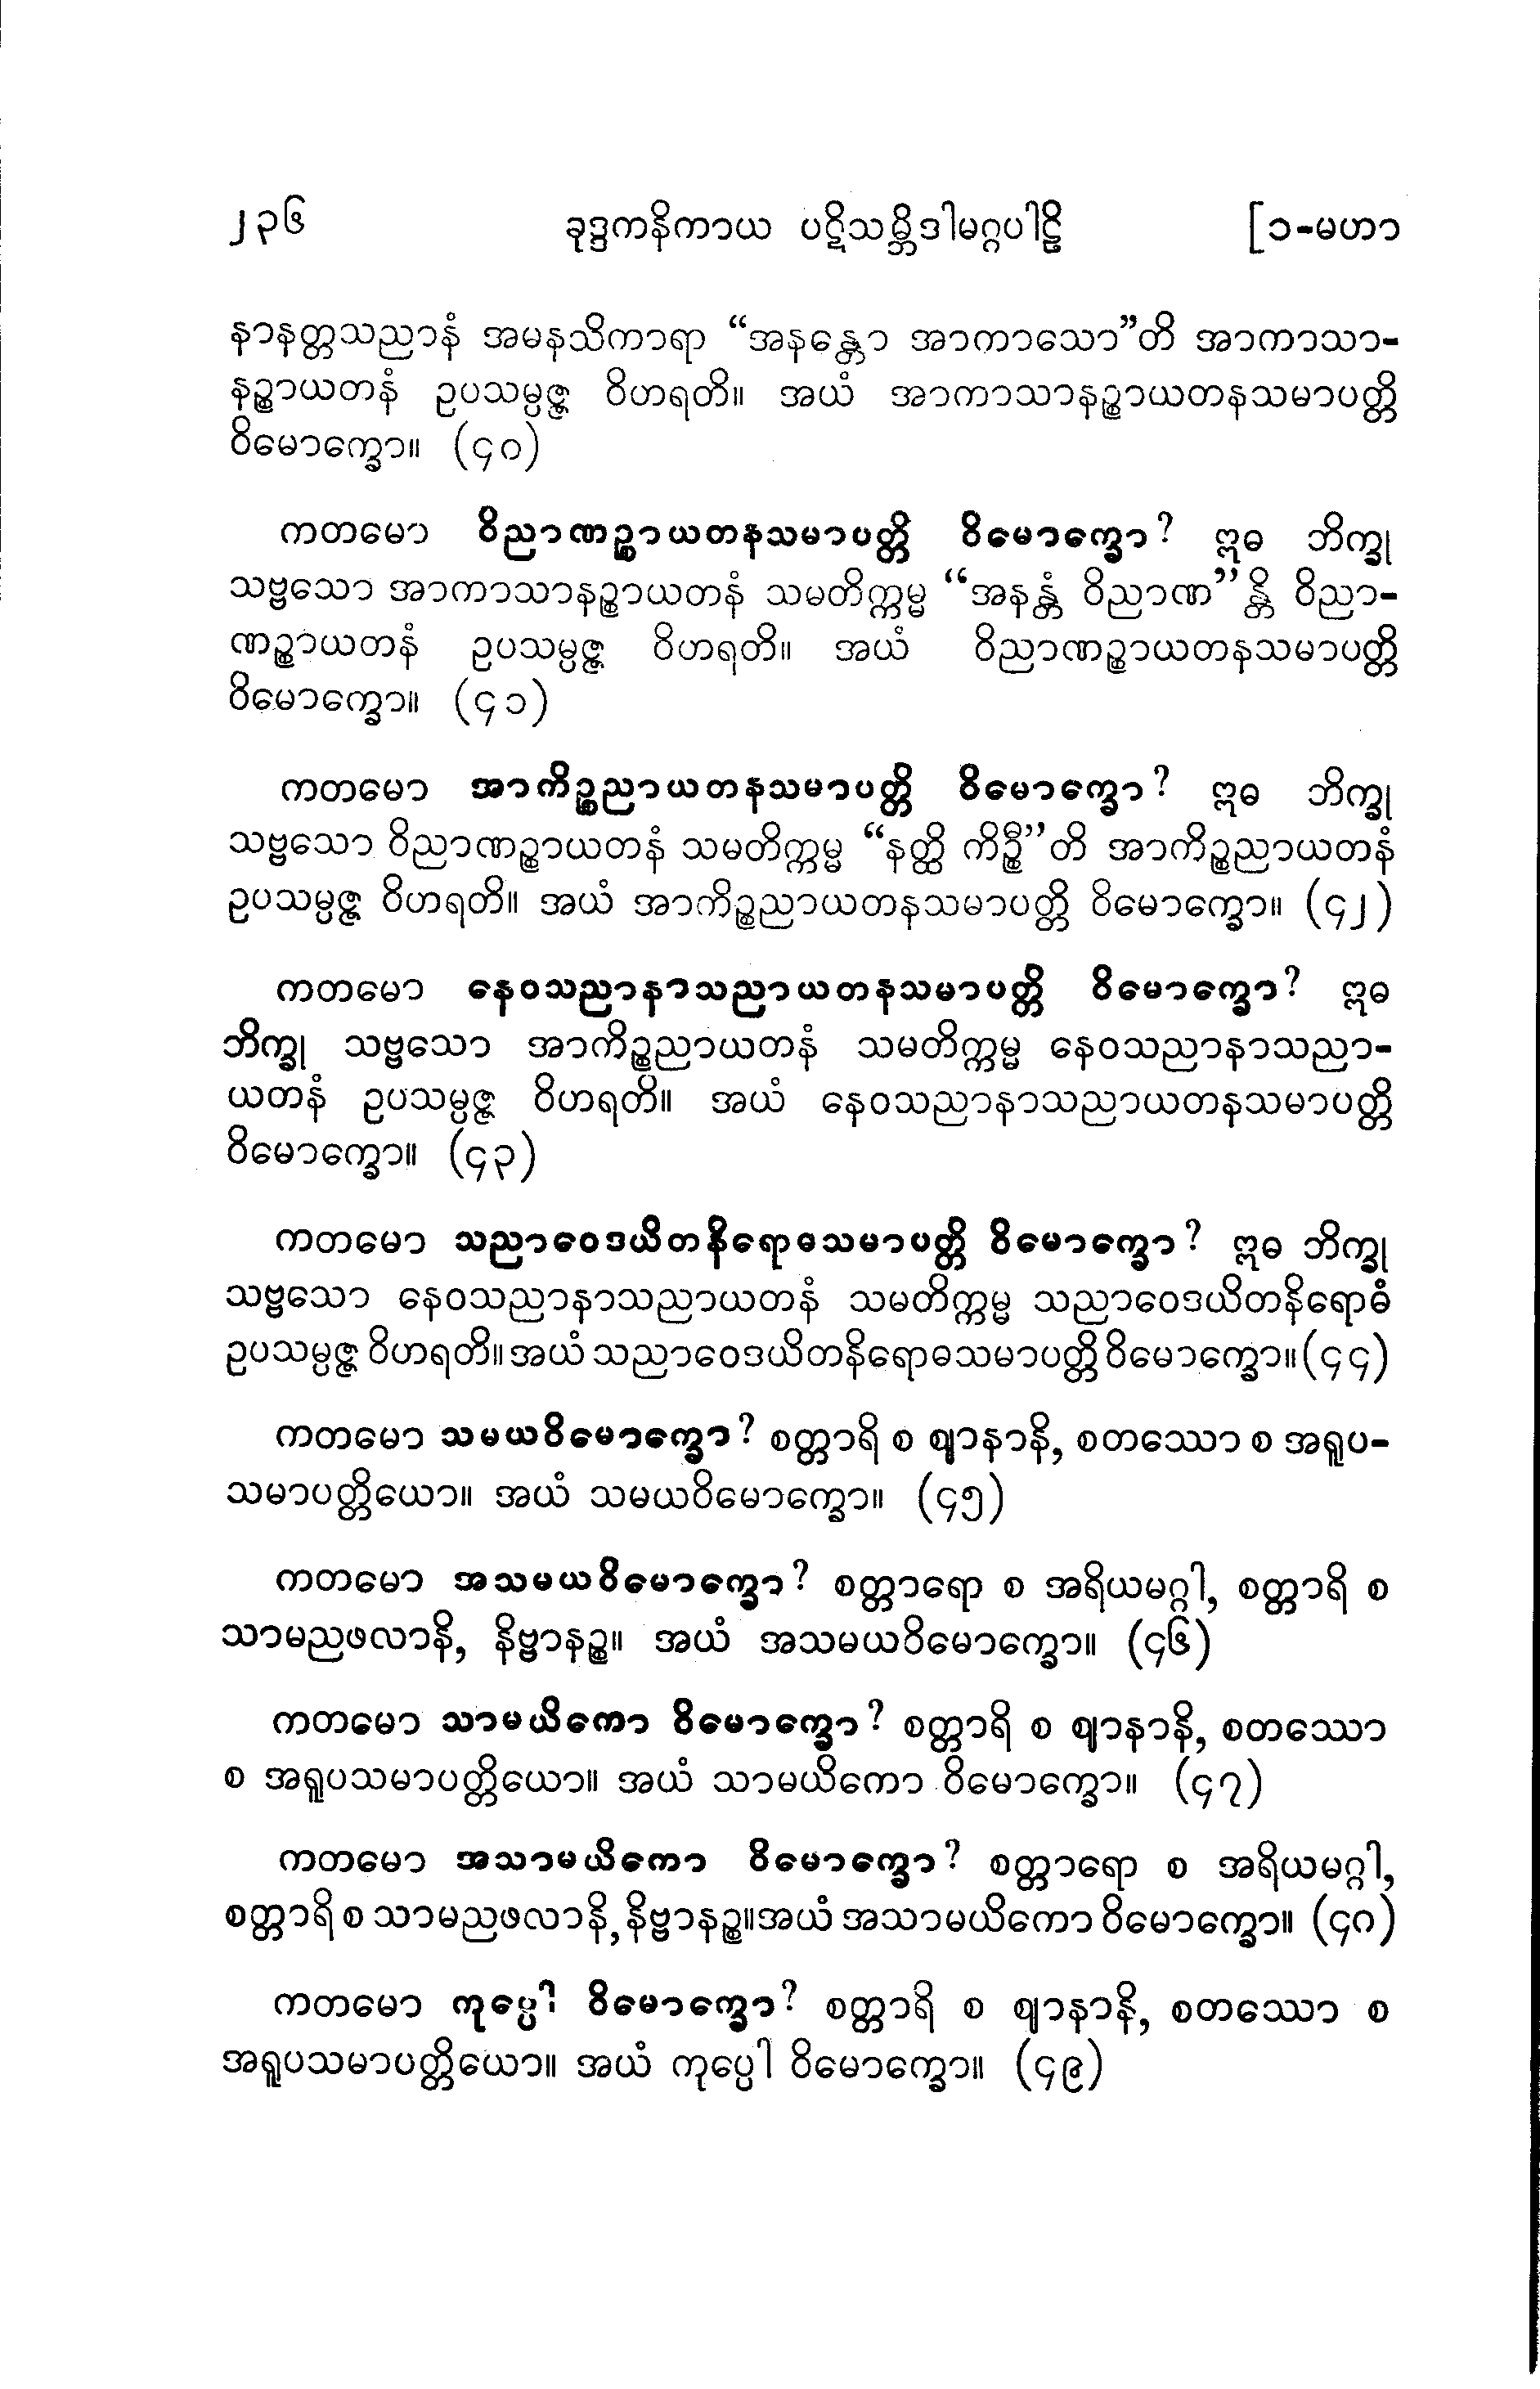 ၂၃၆ ခုဒ္ဒကနိကာယ ပဋိသမ္ဘိဒါမဂ္ဂပါဠိ [၁-မဟာ
နာနတ္တသညာနံ အမနသိကာရာ “အနန္တော အာကာသော”တိ အာကာသာ-
နဉ္စာယတနံ ဥပသမ္ပဇ္ဇ ဝိဟရတိ။ အယံ အာကာသာနဉ္စာယတနသမာပတ္တိ
ဝိမောက္ခော။ (၄၀)
ကတမော ဝိညာဏဉ္စာယတနသမာပတ္တိ ဝိမောက္ခော? ဣဓ ဘိက္ခု
သဗ္ဗသော အာကာသာနဉ္စာယတနံ သမတိက္ကမ္မ “အနန္တံ ဝိညာဏ”န္တိ ဝိညာ-
ဏဉ္စာယတနံ ဥပသမ္ပဇ္ဇ ဝိဟရတိ။ အယံ ဝိညာဏဉ္စာယတနသမာပတ္တိ
ဝိမောက္ခော။ (၄၁)
ကတမော အာကိဉ္စညာယတနသမာပတ္တိ ဝိမောက္ခော? ဣဓ ဘိက္ခု
သဗ္ဗသော ဝိညာဏဉ္စာယတနံ သမတိက္ကမ္မ “နတ္ထိ ကိဉ္စီ”တိ အာကိဉ္စညာယတနံ
ဥပသမ္ပဇ္ဇ ဝိဟရတိ။ အယံ အာကိဉ္စညာယတနသမာပတ္တိ ဝိမောက္ခော။ (၄၂)
ကတမော နေဝသညာနာသညာယတနသမာပတ္တိ ဝိမောက္ခော? ဣဓ
ဘိက္ခု သဗ္ဗသော အာကိဉ္စညာယတနံ သမတိက္ကမ္မ နေဝသညာနာသညာ-
ယတနံ ဥပသမ္ပဇ္ဇ ဝိဟရတိ။ အယံ နေဝသညာနာသညာယတနသမာပတ္တိ
ဝိမောက္ခော။ (၄၃)
ကတမော သညာဝေဒယိတနိရောဓသမာပတ္တိ ဝိမောက္ခော? ဣဓ ဘိက္ခု
သဗ္ဗသော နေဝသညာနာသညာယတနံ သမတိက္ကမ္မ သညာဝေဒယိတနိရောဓံ
ဥပသမ္ပဇ္ဇ ဝိဟရတိ။ အယံ သညာဝေဒယိတနိရောဓသမာပတ္တိ ဝိမောက္ခော။ (၄၄)
ကတမော သမယဝိမောက္ခော? စတ္တာရိ စ ဈာနာနိ, စတဿော စ အရူပ-
သမာပတ္တိယော။ အယံ သမယဝိမောက္ခော။ (၄၅)
ကတမော အသမယဝိမောက္ခော? စတ္တာရော စ အရိယမဂ္ဂါ, စတ္တာရိ စ
သာမညဖလာနိ, နိဗ္ဗာနဉ္စ။ အယံ အသမယဝိမောက္ခော။ (၄၆)
ကတမော သာမယိကော ဝိမောက္ခော? စတ္တာရိ စ ဈာနာနိ, စတဿော
စ အရူပသမာပတ္တိယော။ အယံ သာမယိကော ဝိမောက္ခော။ (၄၇)
ကတမော အသာမယိကော ဝိမောက္ခော? စတ္တာရော စ အရိယမဂ္ဂါ,
စတ္တာရိ စ သာမညဖလာနိ, နိဗ္ဗာနဉ္စ။ အယံ အသာမယိကော ဝိမောက္ခော။ (၄၈)
ကတမော ကုပ္ပေါ ဝိမောက္ခော? စတ္တာရိ စ ဈာနာနိ, စတဿော စ
အရူပသမာပတ္တိယော။ အယံ ကုပ္ပေါ ဝိမောက္ခော။ (၄၉)